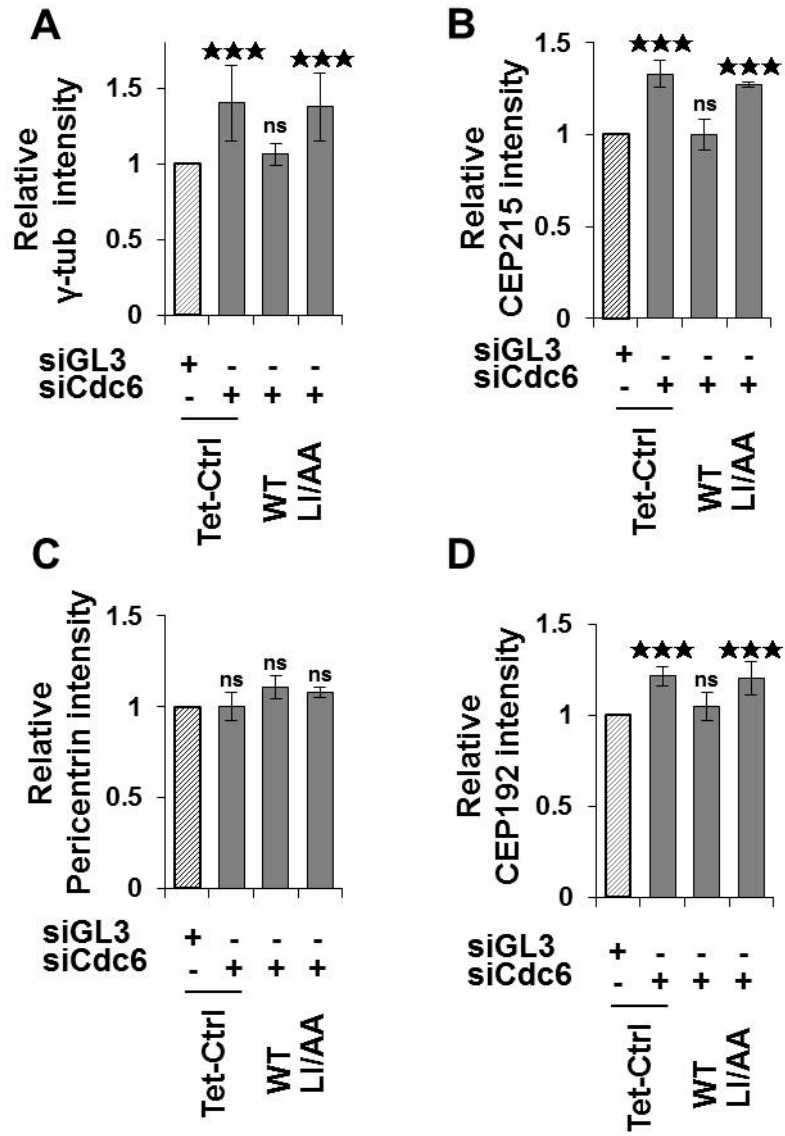 A
Relative
γ-tub intensity
1.5
1
0.5
0
★★★
ns
★★★
siGL3 + - - -
siCdc6 - + + +
Tet-Ctrl
WT
LI/AA
B
Relative
CEP215 intensity
1.5
1
0.5
0
★★★
ns
★★★
siGL3 + - - -
siCdc6 - + + +
Tet-Ctrl
WT
LI/AA
C
Relative
Pericentrin intensity
1.5
1
0.5
0
ns
ns
ns
siGL3 + - - -
siCdc6 - + + +
Tet-Ctrl
WT
LI/AA
D
Relative
CEP192 intensity
1.5
1
0.5
0
★★★
ns
★★★
siGL3 + - - -
siCdc6 - + + +
Tet-Ctrl
WT
LI/AA